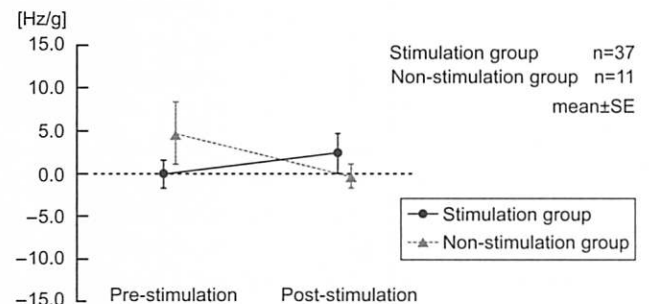 [Hz/g]
15.0
10.0
5.0
0.0
−5.0
−10.0
−15.0
Stimulation group n=37
Non-stimulation group n=11
mean±SE
Stimulation group
Non-stimulation group
Pre-stimulation Post-stimulation